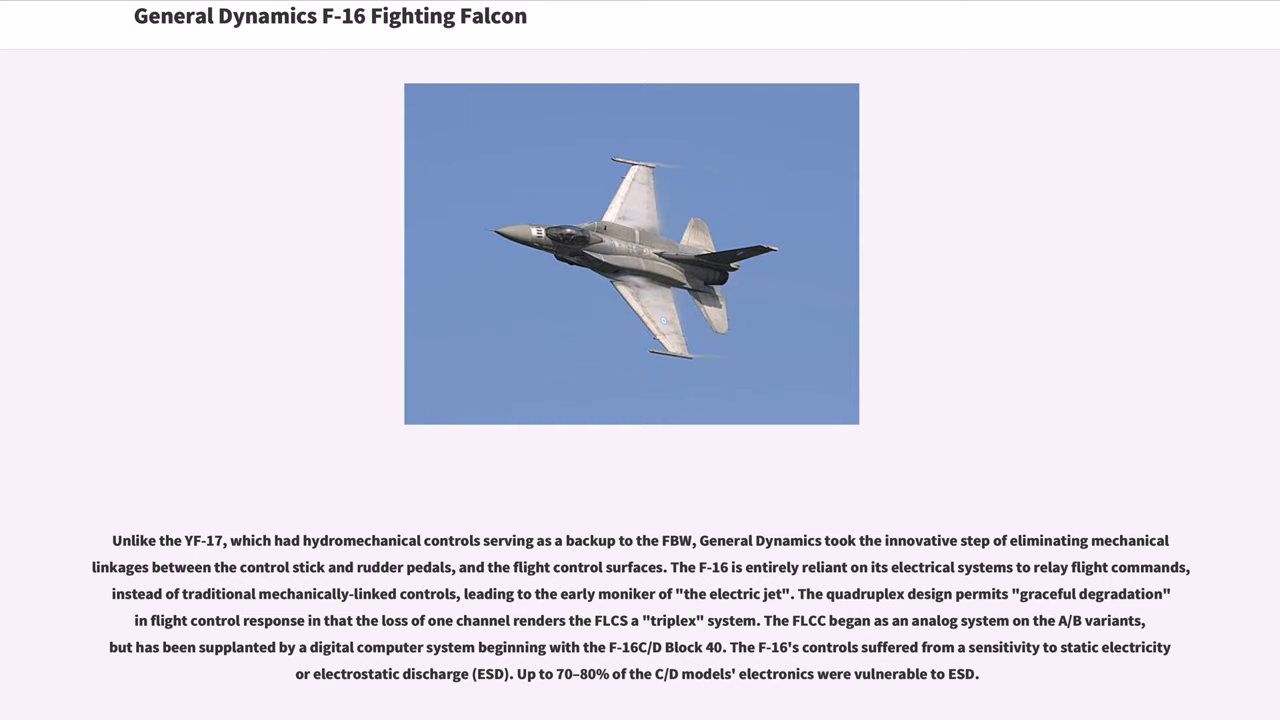 General Dynamics F-16 Fighting Falcon
Unlike the YF-17, which had hydromechanical controls serving as a backup to the FBW, General Dynamics took the innovative step of eliminating mechanical
linkages between the control stick and rudder pedals, and the flight control surfaces. The F-16 is entirely reliant on its electrical systems to relay flight commands,
instead of traditional mechanically-linked controls, leading to the early moniker of "the electric jet". The quadruplex design permits "graceful degradation"
in flight control response in that the loss of one channel renders the FLCS a "triplex" system. The FLCC began as an analog system on the A/B variants,
but has been supplanted by a digital computer system beginning with the F-16C/D Block 40. The F-16's controls suffered from a sensitivity to static electricity
or electrostatic discharge (ESD). Up to 70–80% of the C/D models' electronics were vulnerable to ESD.